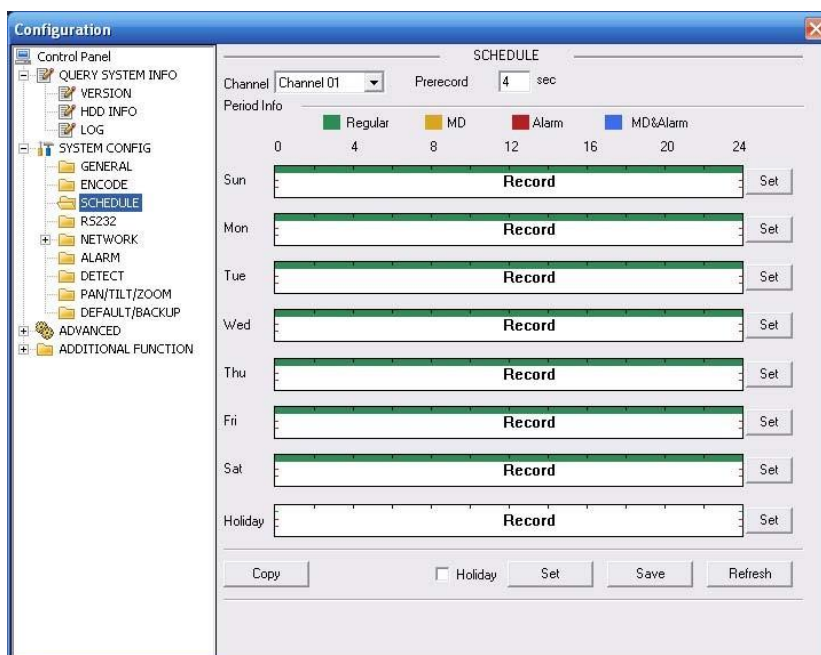 Configuration
Control Panel
QUERY SYSTEM INFO
VERSION
HDD INFO
LOG
SYSTEM CONFIG
GENERAL
ENCODE
SCHEDULE
RS232
NETWORK
ALARM
DETECT
PAN/TILT/ZOOM
DEFAULT/BACKUP
ADVANCED
ADDITIONAL FUNCTION
SCHEDULE
Channel Channel 01 Prerecord 4 sec
Period Info
Regular MD Alarm MD&Alarm
0 4 8 12 16 20 24
Sun Record Set
Mon Record Set
Tue Record Set
Wed Record Set
Thu Record Set
Fri Record Set
Sat Record Set
Holiday Record Set
Copy Holiday Set Save Refresh